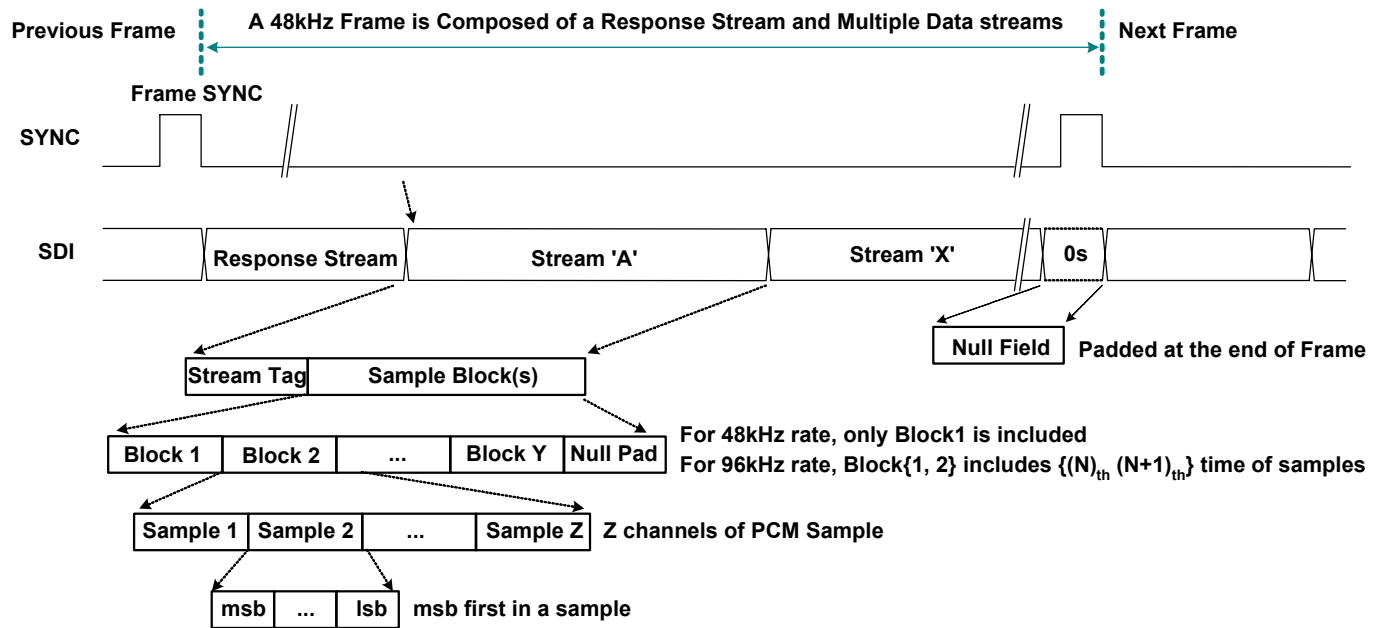 A 48kHz Frame is Composed of a Response Stream and Multiple Data streams
Previous Frame
Next Frame
Frame SYNC
SYNC
SDI
Response Stream
Stream 'A'
Stream 'X'
0s
Null Field
Padded at the end of Frame
Stream Tag
Sample Block(s)
Block 1
Block 2
...
Block Y
Null Pad
For 48kHz rate, only Block1 is included
For 96kHz rate, Block{1, 2} includes {(N)th (N+1)th} time of samples
Sample 1
Sample 2
...
Sample Z
Z channels of PCM Sample
msb
...
lsb
msb first in a sample